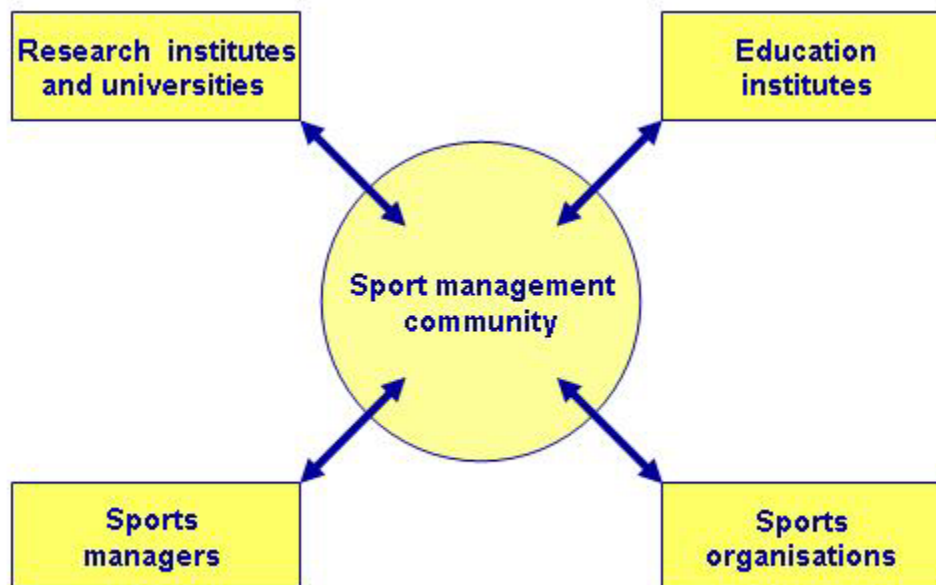 Research institutes
and universities
Education
institutes
Sport management
community
Sports
managers
Sports
organisations